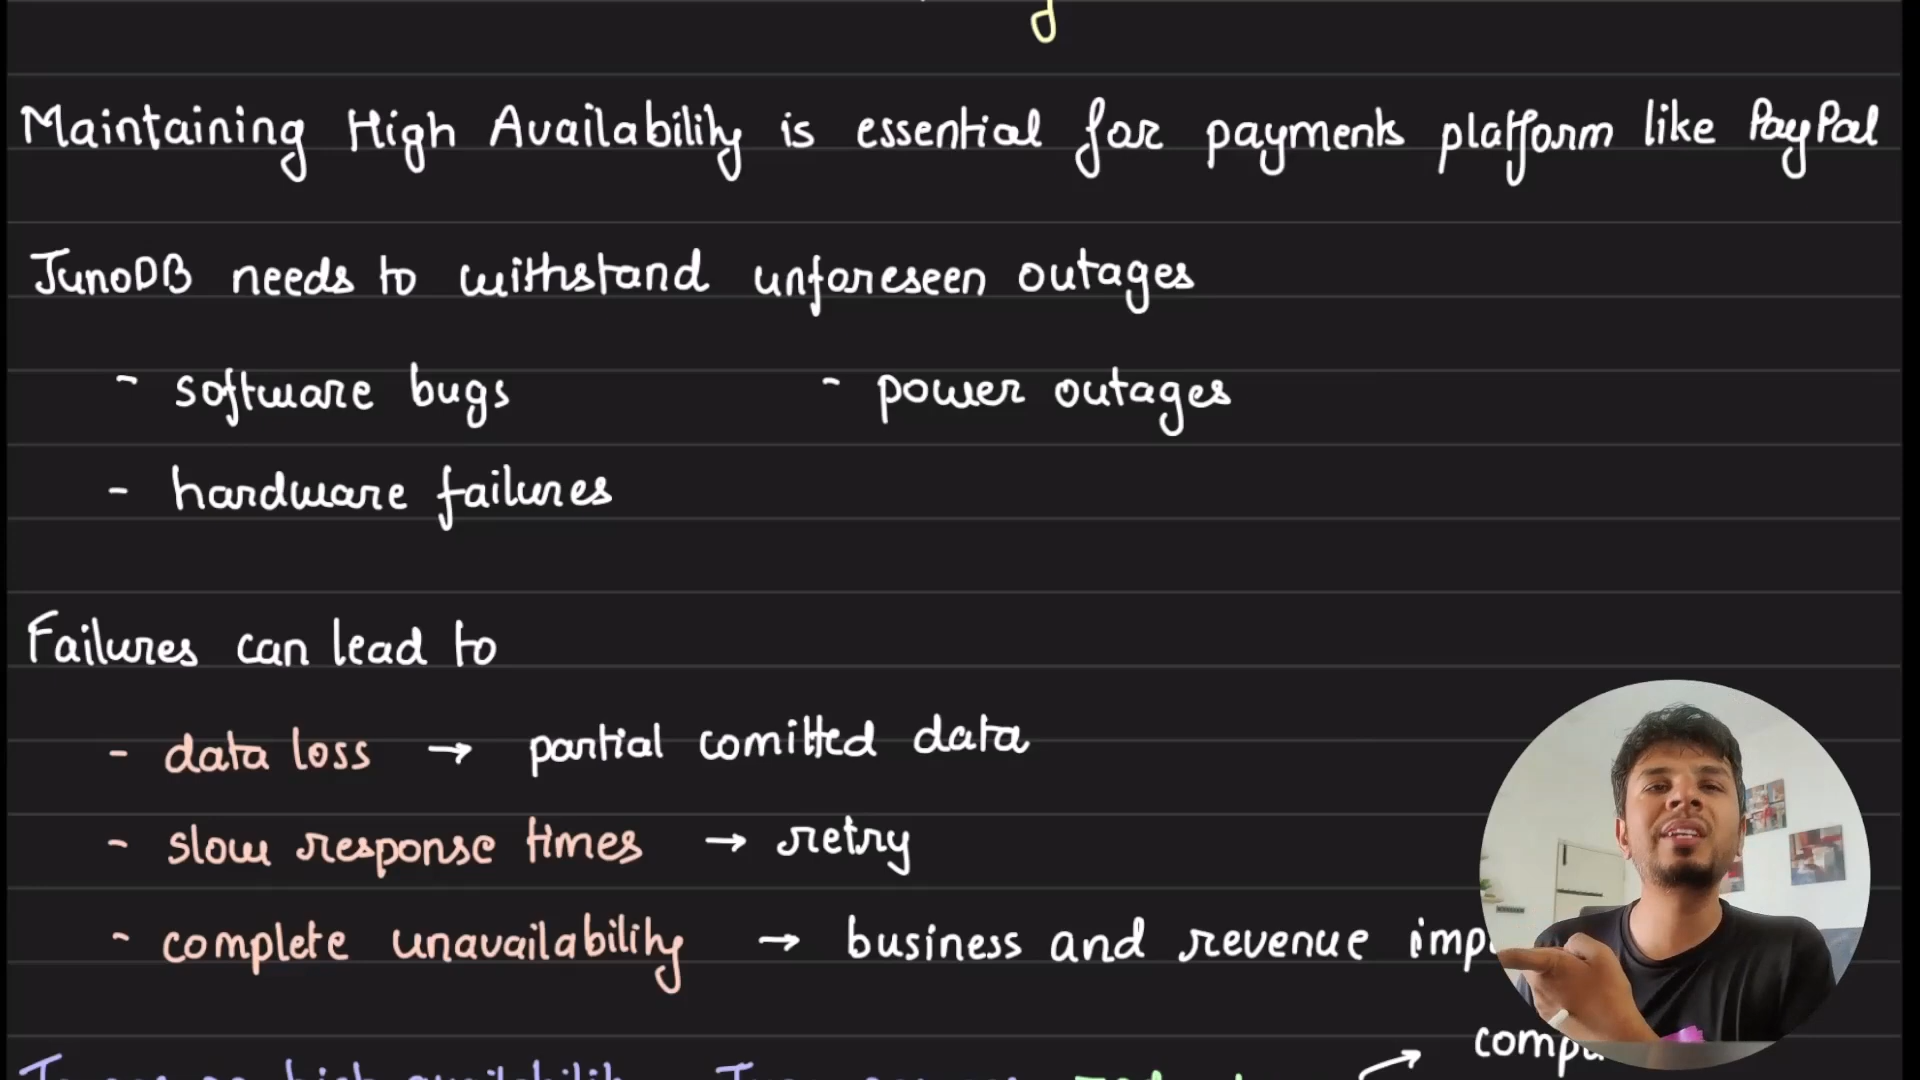 Maintaining High Availability is essential for payments platform like PayPal
JunoDB needs to withstand unforeseen outages
- software bugs - power outages
- hardware failures
Failures can lead to
- data loss → partial comitted data
- slow response times → retry
- complete unavailability → business and revenue imp